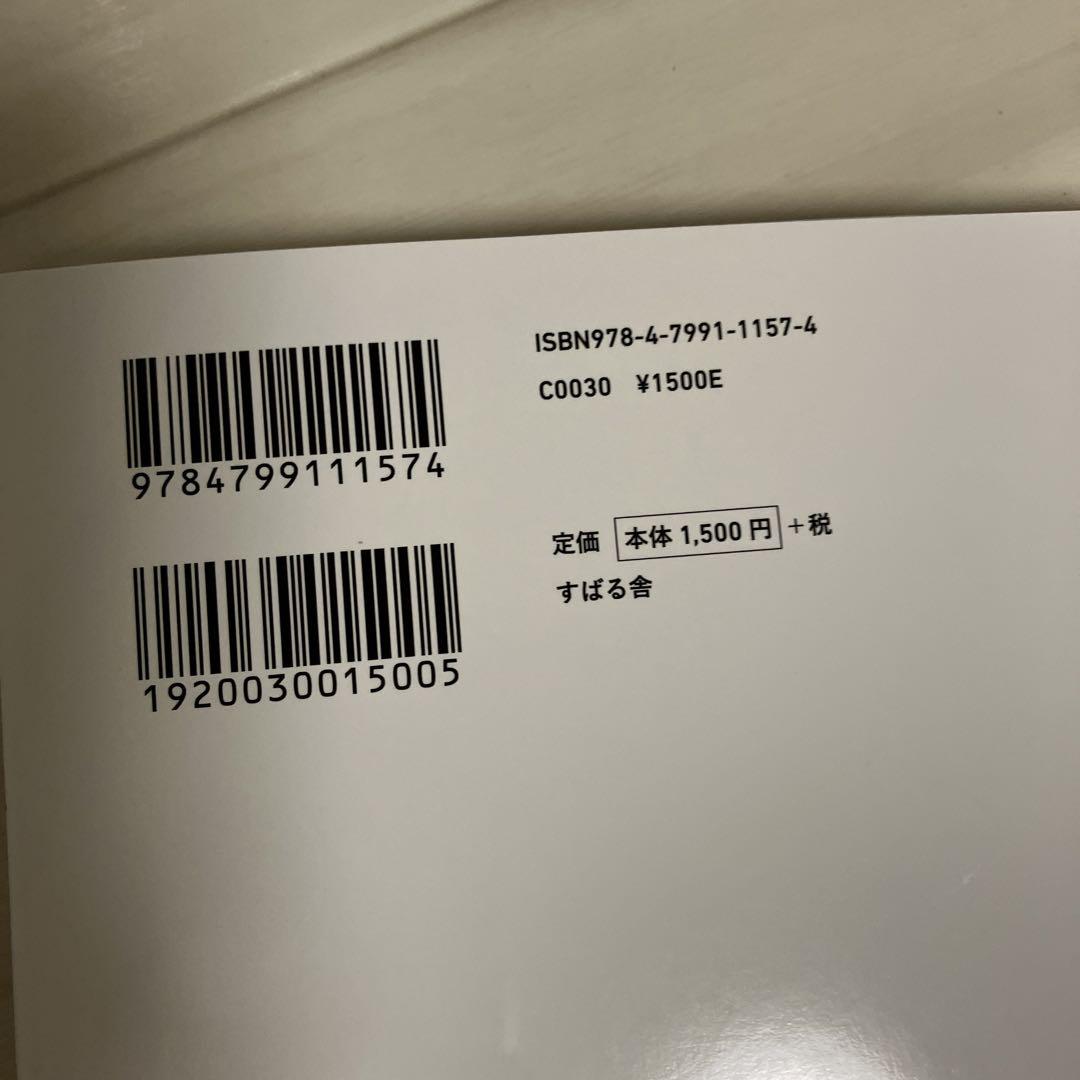 9784799111574
ISBN978-4-7991-1157-4
C0030 ¥1500E
1920030015005
定価 本体 1,500 円 +税
すばる舎